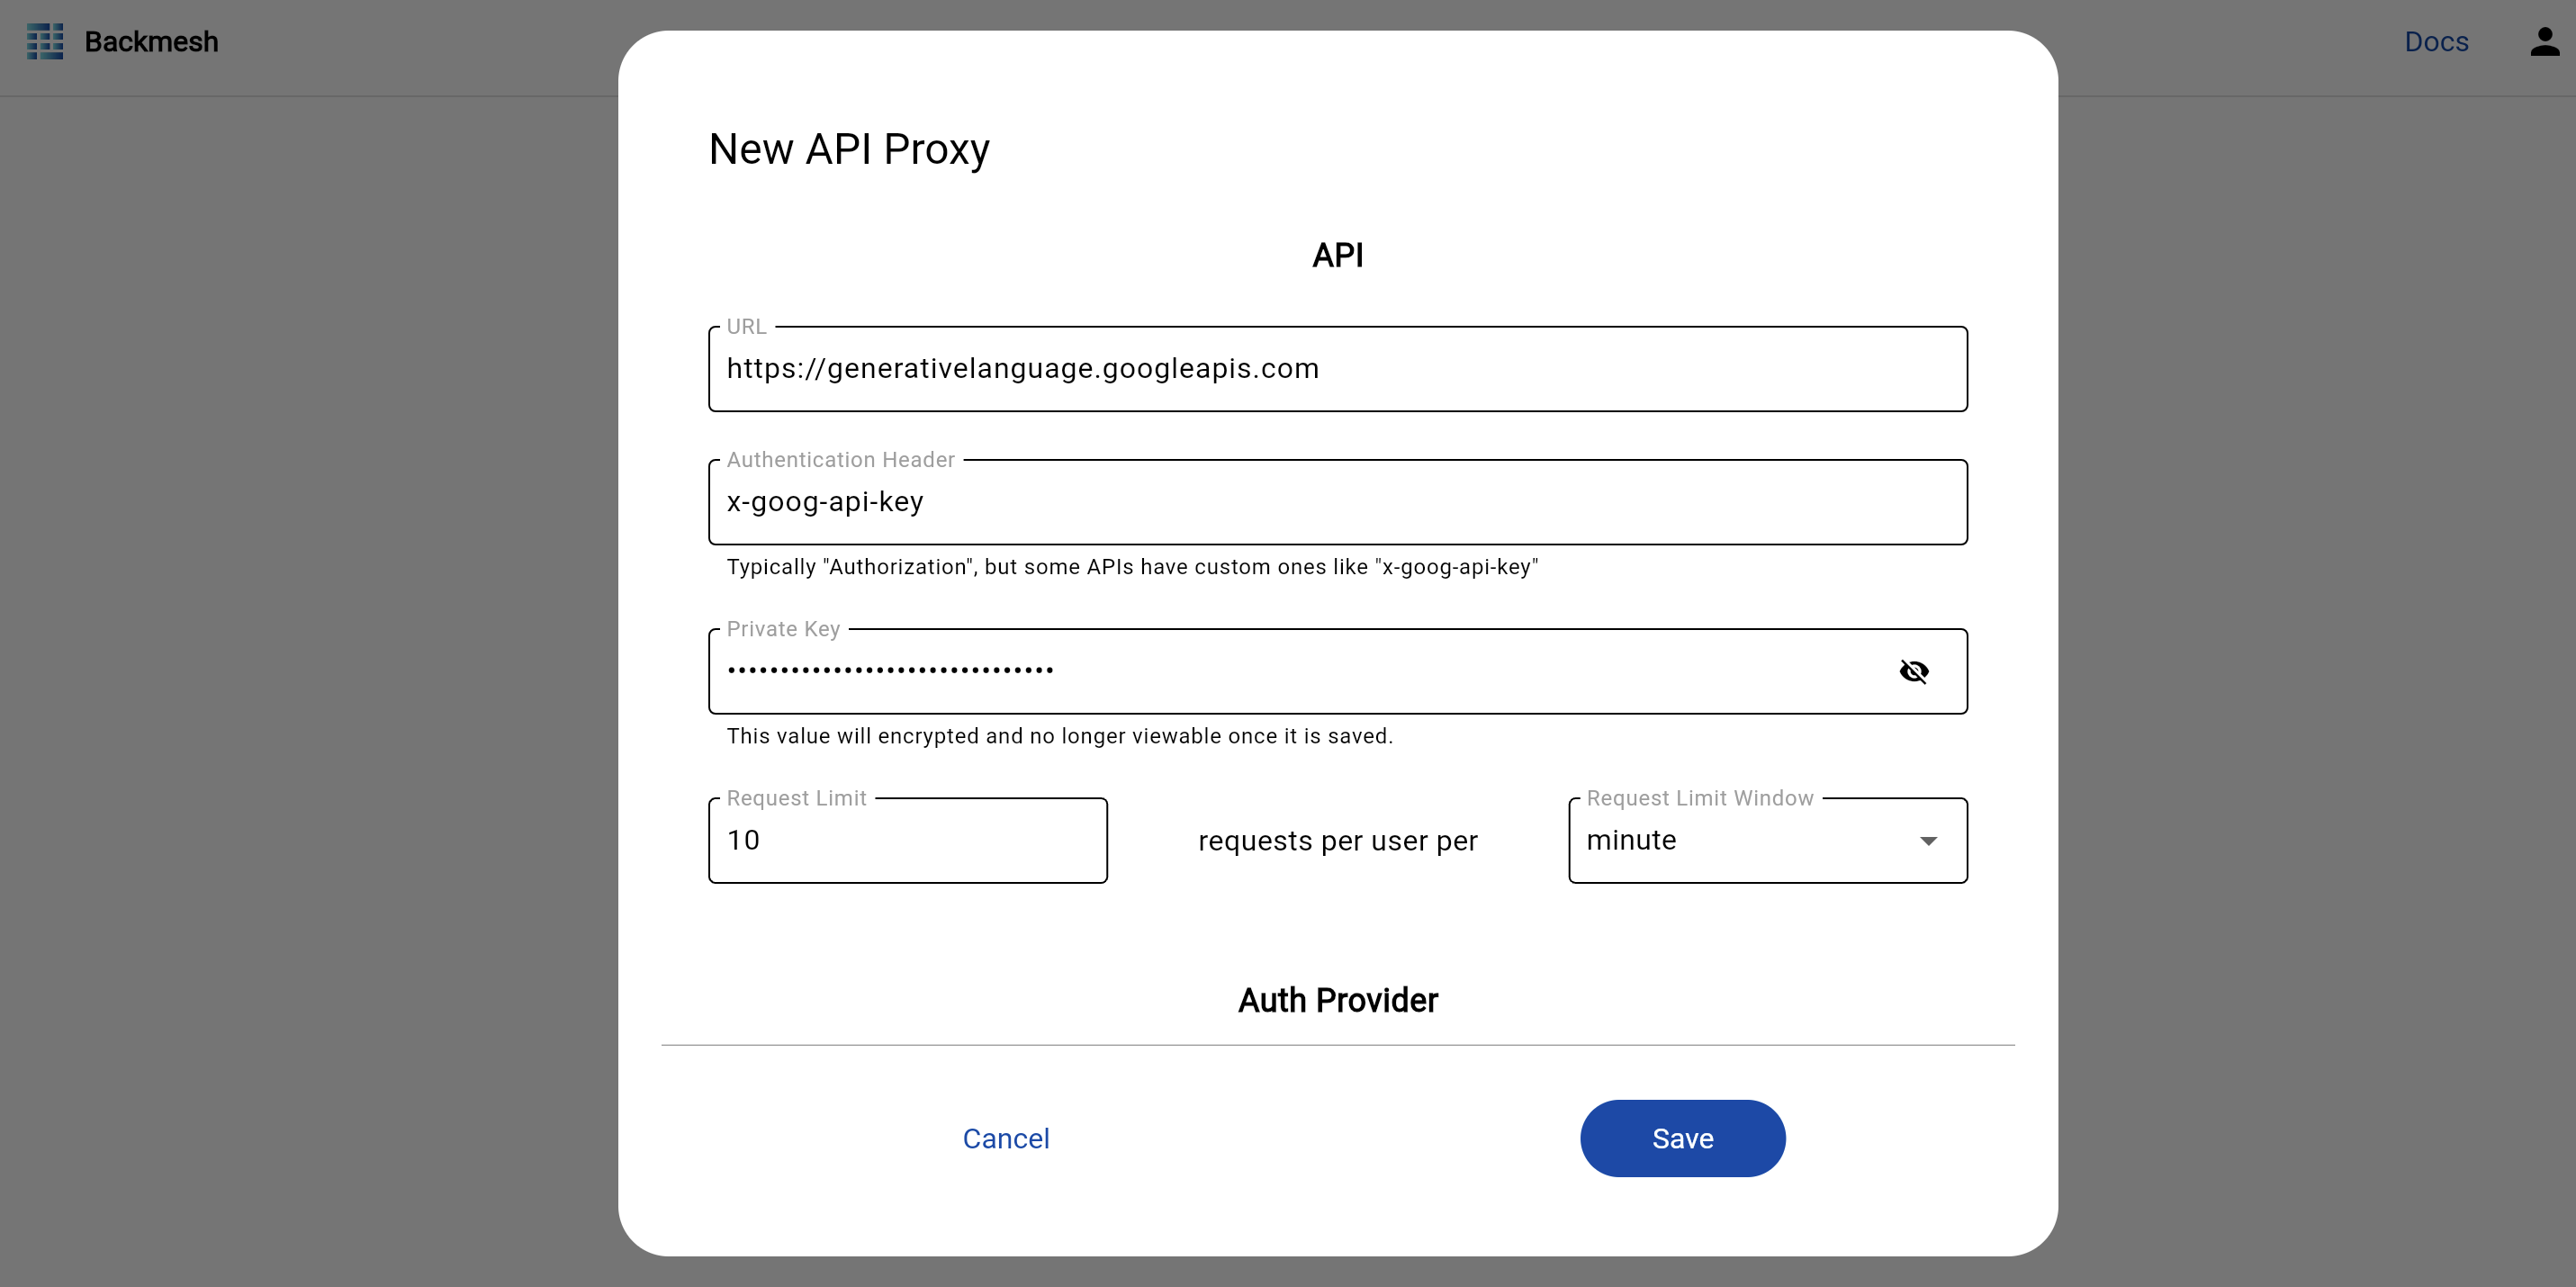 Backmesh
Docs
New API Proxy
API
URL
https://generativelanguage.googleapis.com
Authentication Header
x-goog-api-key
Typically "Authorization", but some APIs have custom ones like "x-goog-api-key"
Private Key
•••••••••••••••••••••••••••••••
This value will encrypted and no longer viewable once it is saved.
Request Limit
10
requests per user per
Request Limit Window
minute
Auth Provider
Cancel
Save